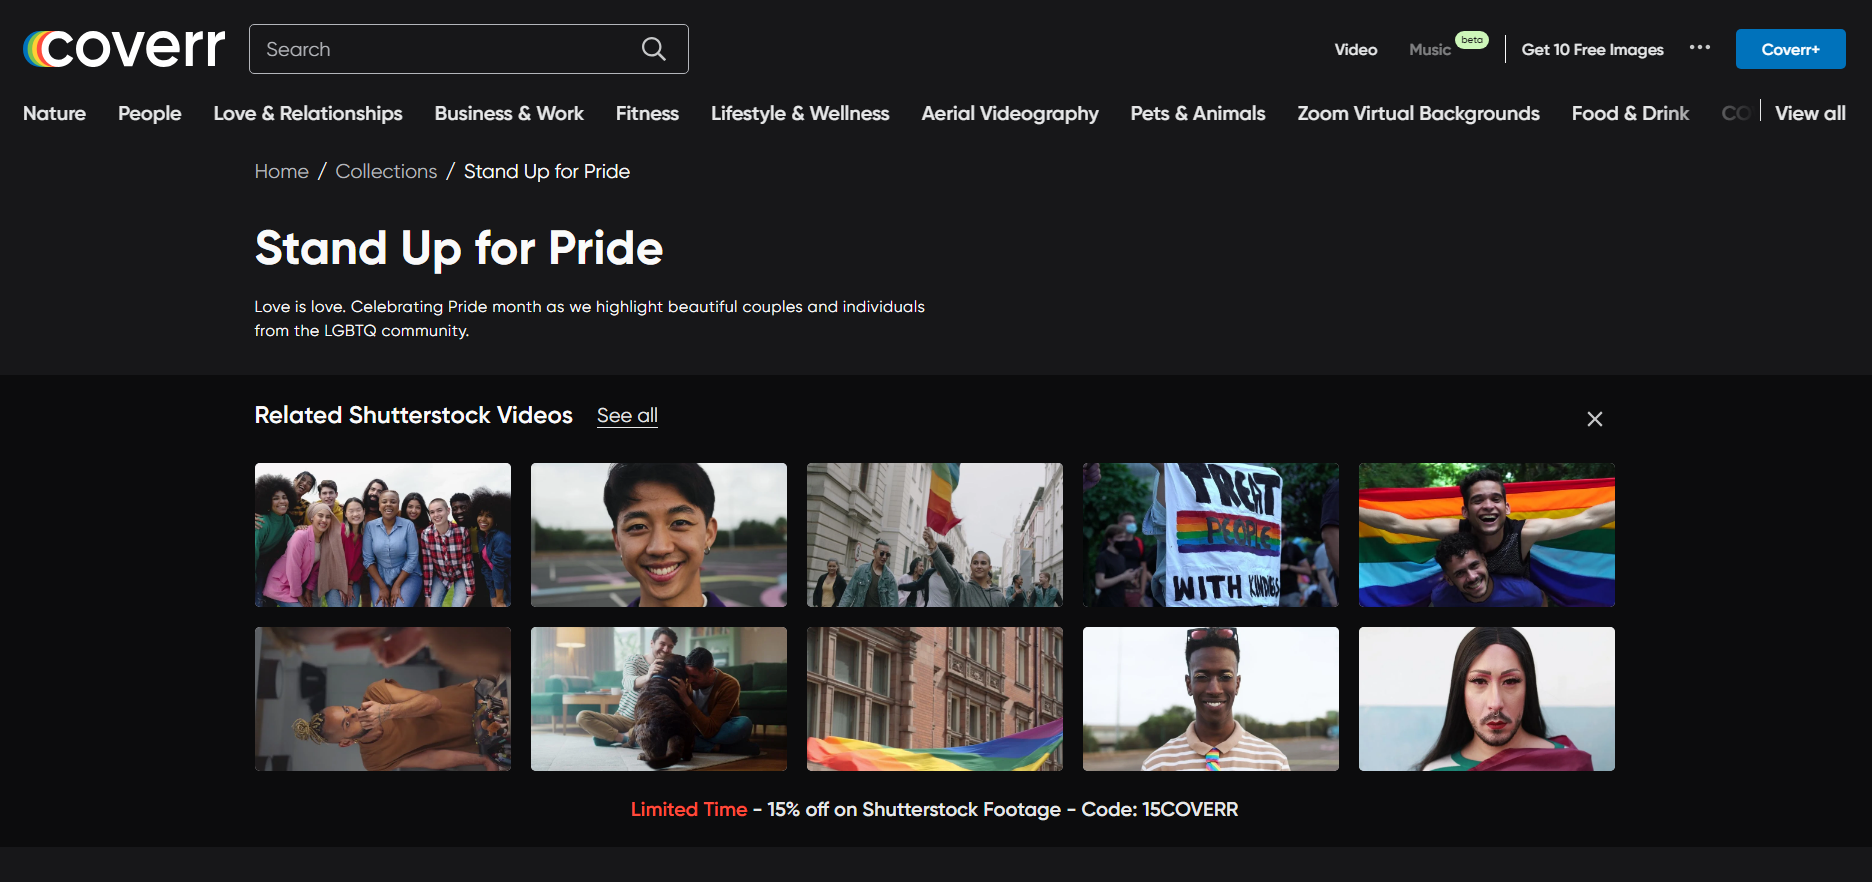 coverr
Search
Video
Music
beta
Get 10 Free Images
Coverr+
Nature
People
Love & Relationships
Business & Work
Fitness
Lifestyle & Wellness
Aerial Videography
Pets & Animals
Zoom Virtual Backgrounds
Food & Drink
View all
Home / Collections / Stand Up for Pride
Stand Up for Pride
Love is love. Celebrating Pride month as we highlight beautiful couples and individuals
from the LGBTQ community.
Related Shutterstock Videos
See all
TREAT
PEOPLE
WITH KINDNES
Limited Time - 15% off on Shutterstock Footage - Code: 15COVERR